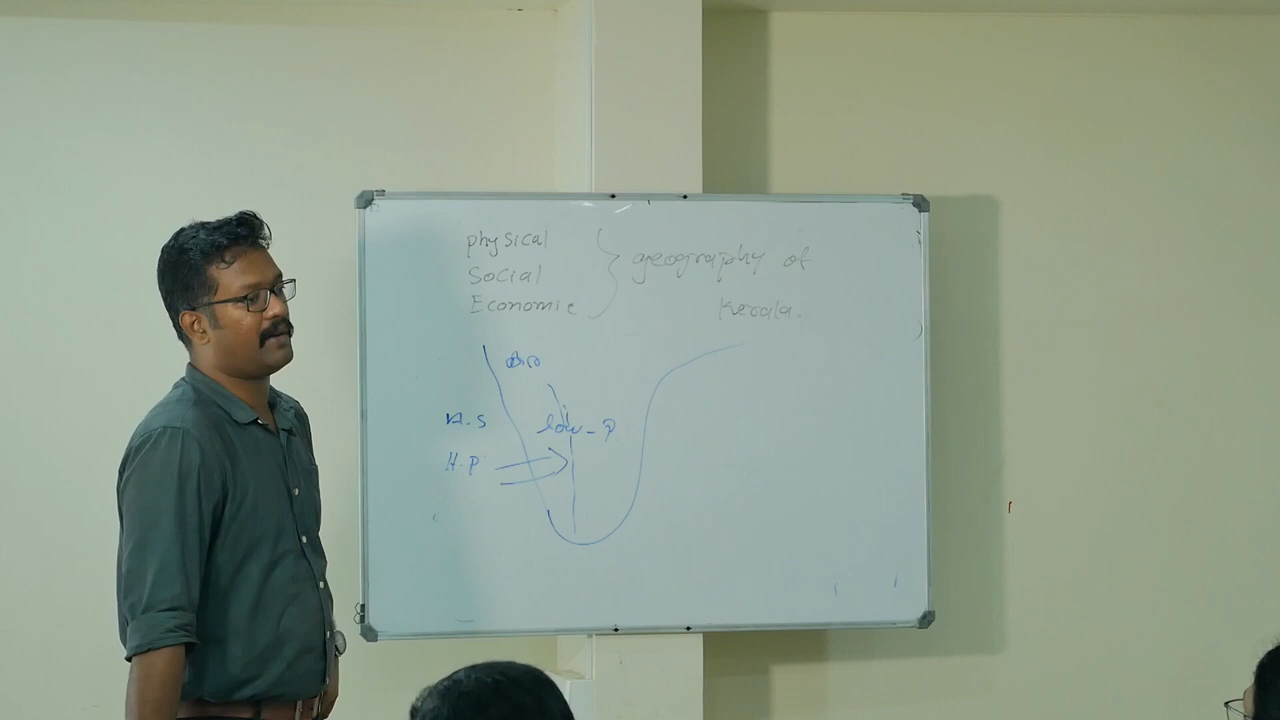 physical
Social
Economic
geography of
Kerala.
A.S
low-P
H.P